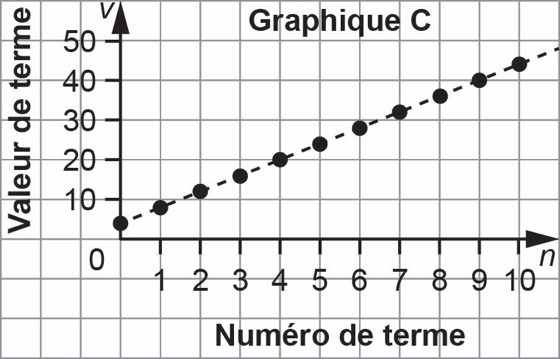 Graphique C
v
Valeur de terme
50
40
30
20
10
0
1 2 3 4 5 6 7 8 9 10
n
Numéro de terme